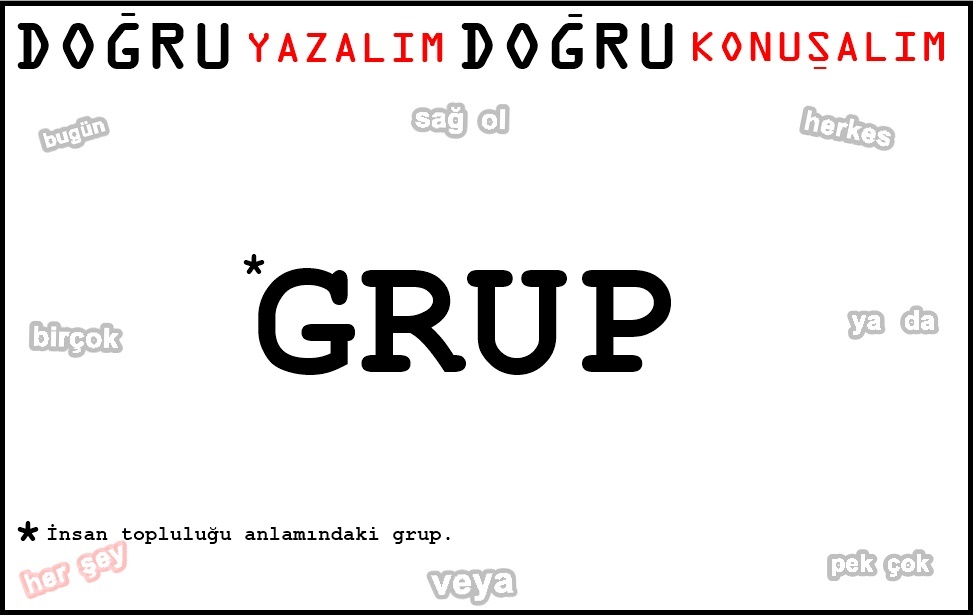 DOĞRU YAZALIM DOĞRU KONUŞALIM
bugün sağ ol herkes
*GRUP
birçok ya da
* İnsan topluluğu anlamındaki grup.
her şey veya pek çok